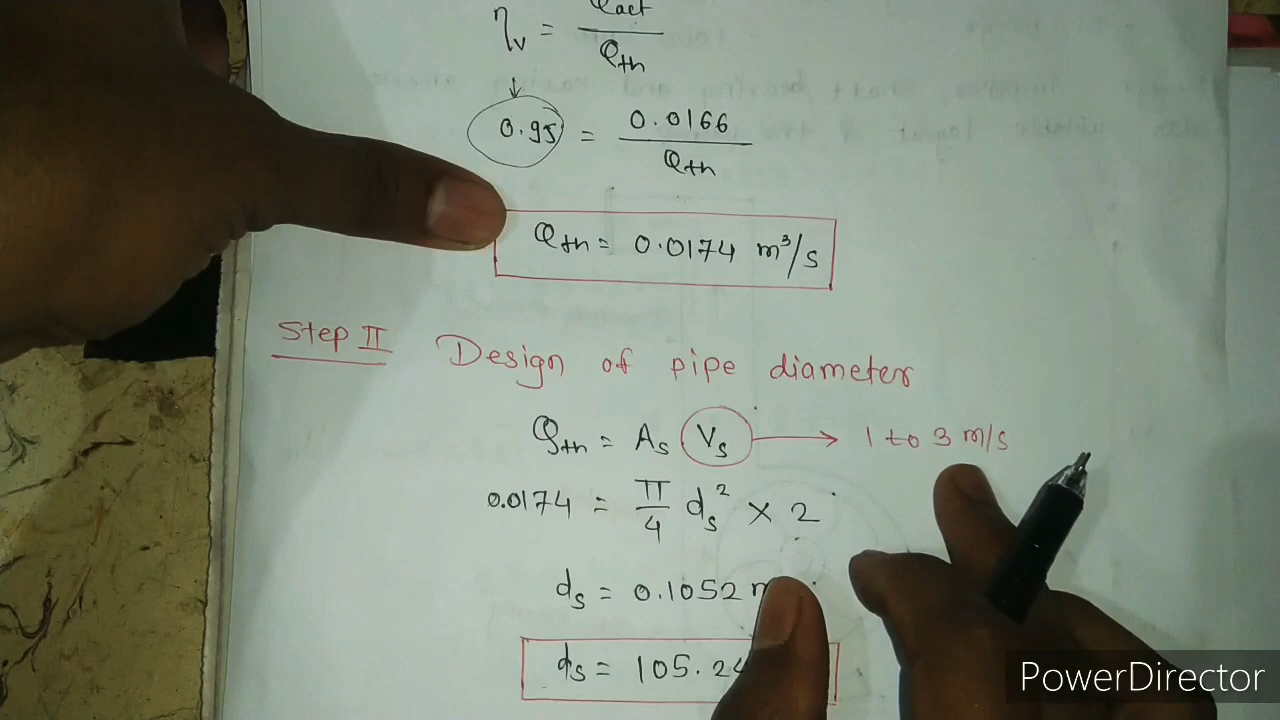 ηv = Qact / Qth
0.95 = 0.0166 / Qth
Qth = 0.0174 m³/s
Step II Design of pipe diameter
Qth = As Vs → 1 to 3 m/s
0.0174 = π/4 ds² × 2
ds = 0.1052 m
ds = 105.24
PowerDirector